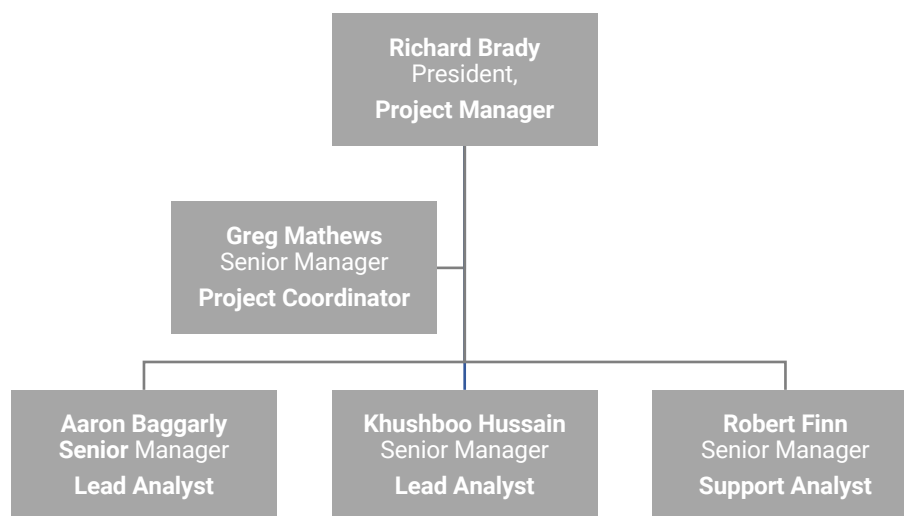 Richard Brady
President,
Project Manager
Greg Mathews
Senior Manager
Project Coordinator
Aaron Baggarly
Senior Manager
Lead Analyst
Khushboo Hussain
Senior Manager
Lead Analyst
Robert Finn
Senior Manager
Support Analyst